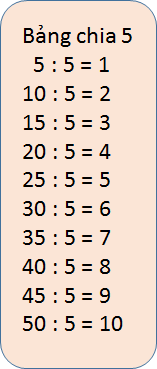 Bảng chia 5
5 : 5 = 1
10 : 5 = 2
15 : 5 = 3
20 : 5 = 4
25 : 5 = 5
30 : 5 = 6
35 : 5 = 7
40 : 5 = 8
45 : 5 = 9
50 : 5 = 10